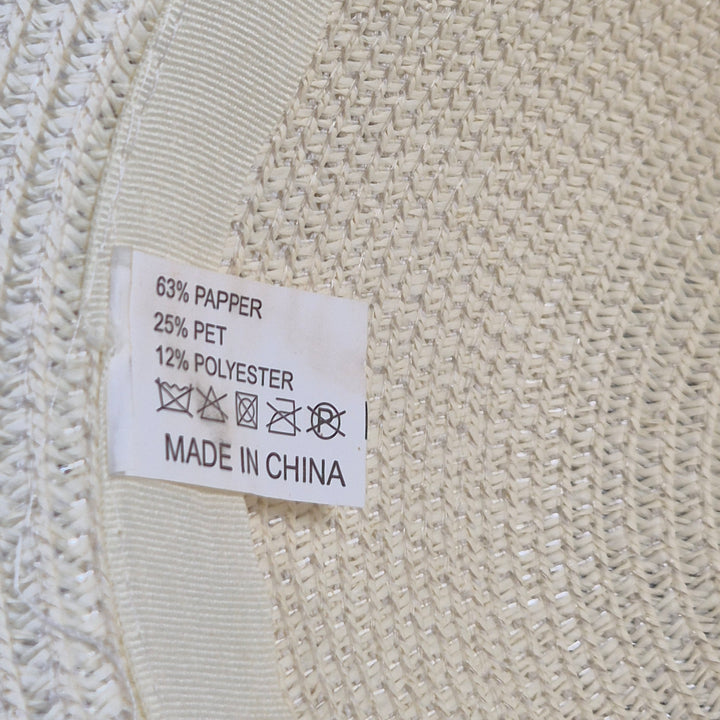 63% PAPPER
25% PET
12% POLYESTER
P
MADE IN CHINA